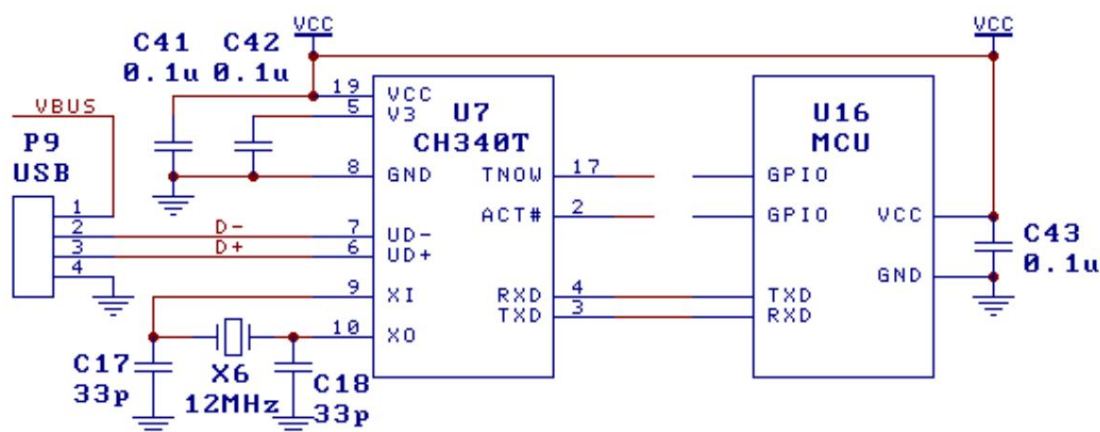 VCC
VCC
C41 C42
0.1u 0.1u
VBUS
P9
USB
1
2
3
4
D-
D+
19
5
8
7
6
9
10
VCC
V3
GND
UD-
UD+
XI
XO
U7
CH340T
TNOW
ACT#
RXD
TXD
17
2
4
3
U16
MCU
GPIO
GPIO
TXD
RXD
VCC
GND
C43
0.1u
C17
33p
X6
12MHz
C18
33p